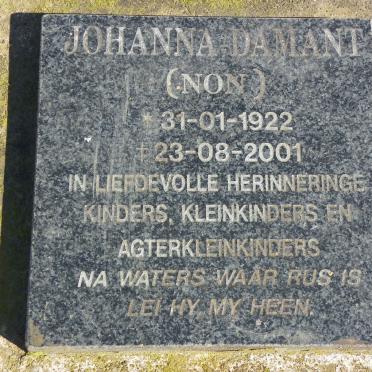 JOHANNA DAMANT
(NON)
* 31-01-1922
+ 23-08-2001
IN LIEFDEVOLLE HERINNERINGE
KINDERS, KLEINKINDERS EN
AGTERKLEINKINDERS
NA WATERS WAAR RUS IS
LEI HY MY HEEN.